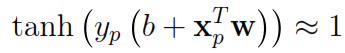 tanh (y_p (b + x_p^T w)) ≈ 1